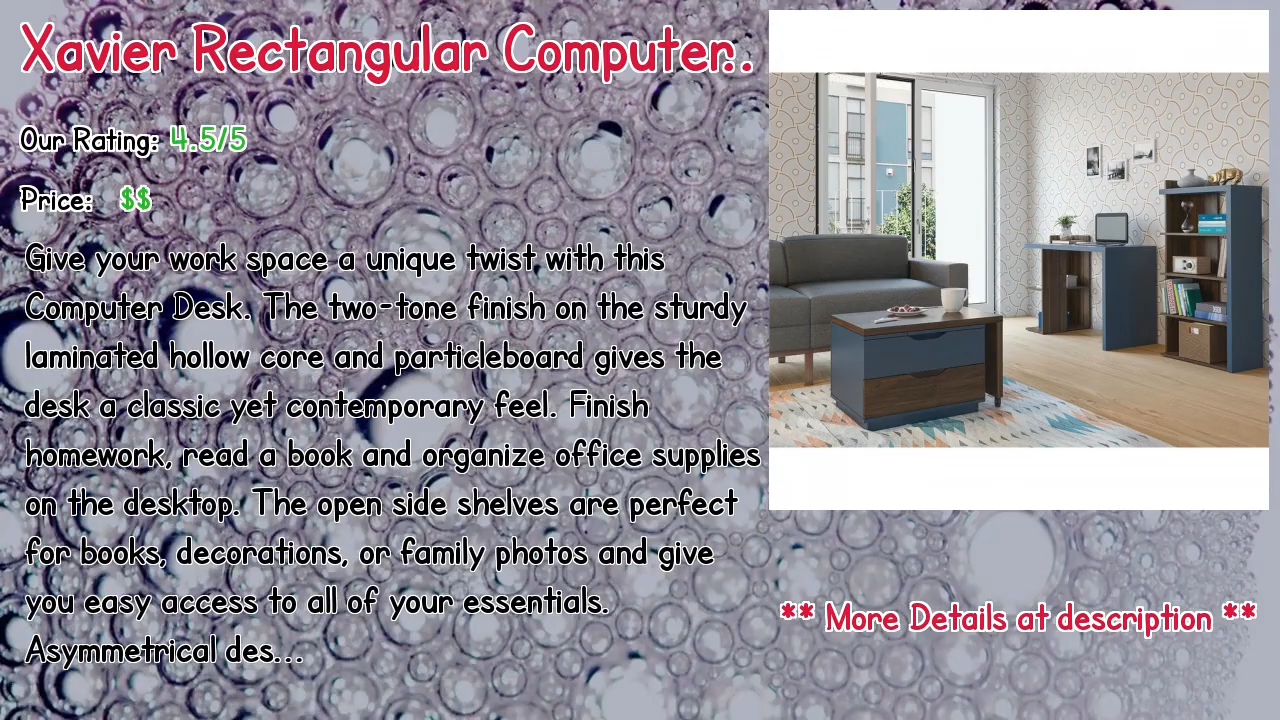 Xavier Rectangular Computer..
Our Rating: 4.5/5
Price: $$
Give your work space a unique twist with this
Computer Desk. The two-tone finish on the sturdy
laminated hollow core and particleboard gives the
desk a classic yet contemporary feel. Finish
homework, read a book and organize office supplies
on the desktop. The open side shelves are perfect
for books, decorations, or family photos and give
you easy access to all of your essentials.
Asymmetrical des...
** More Details at description **